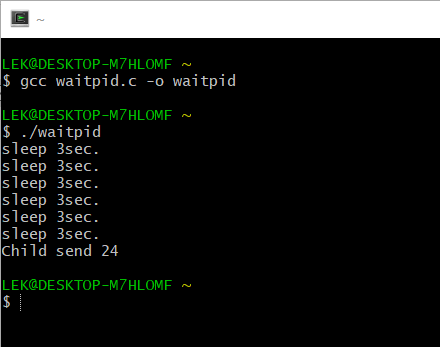 ~
LEK@DESKTOP-M7HLOMF ~
$ gcc waitpid.c -o waitpid
LEK@DESKTOP-M7HLOMF ~
$ ./waitpid
sleep 3sec.
sleep 3sec.
sleep 3sec.
sleep 3sec.
sleep 3sec.
sleep 3sec.
Child send 24
LEK@DESKTOP-M7HLOMF ~
$